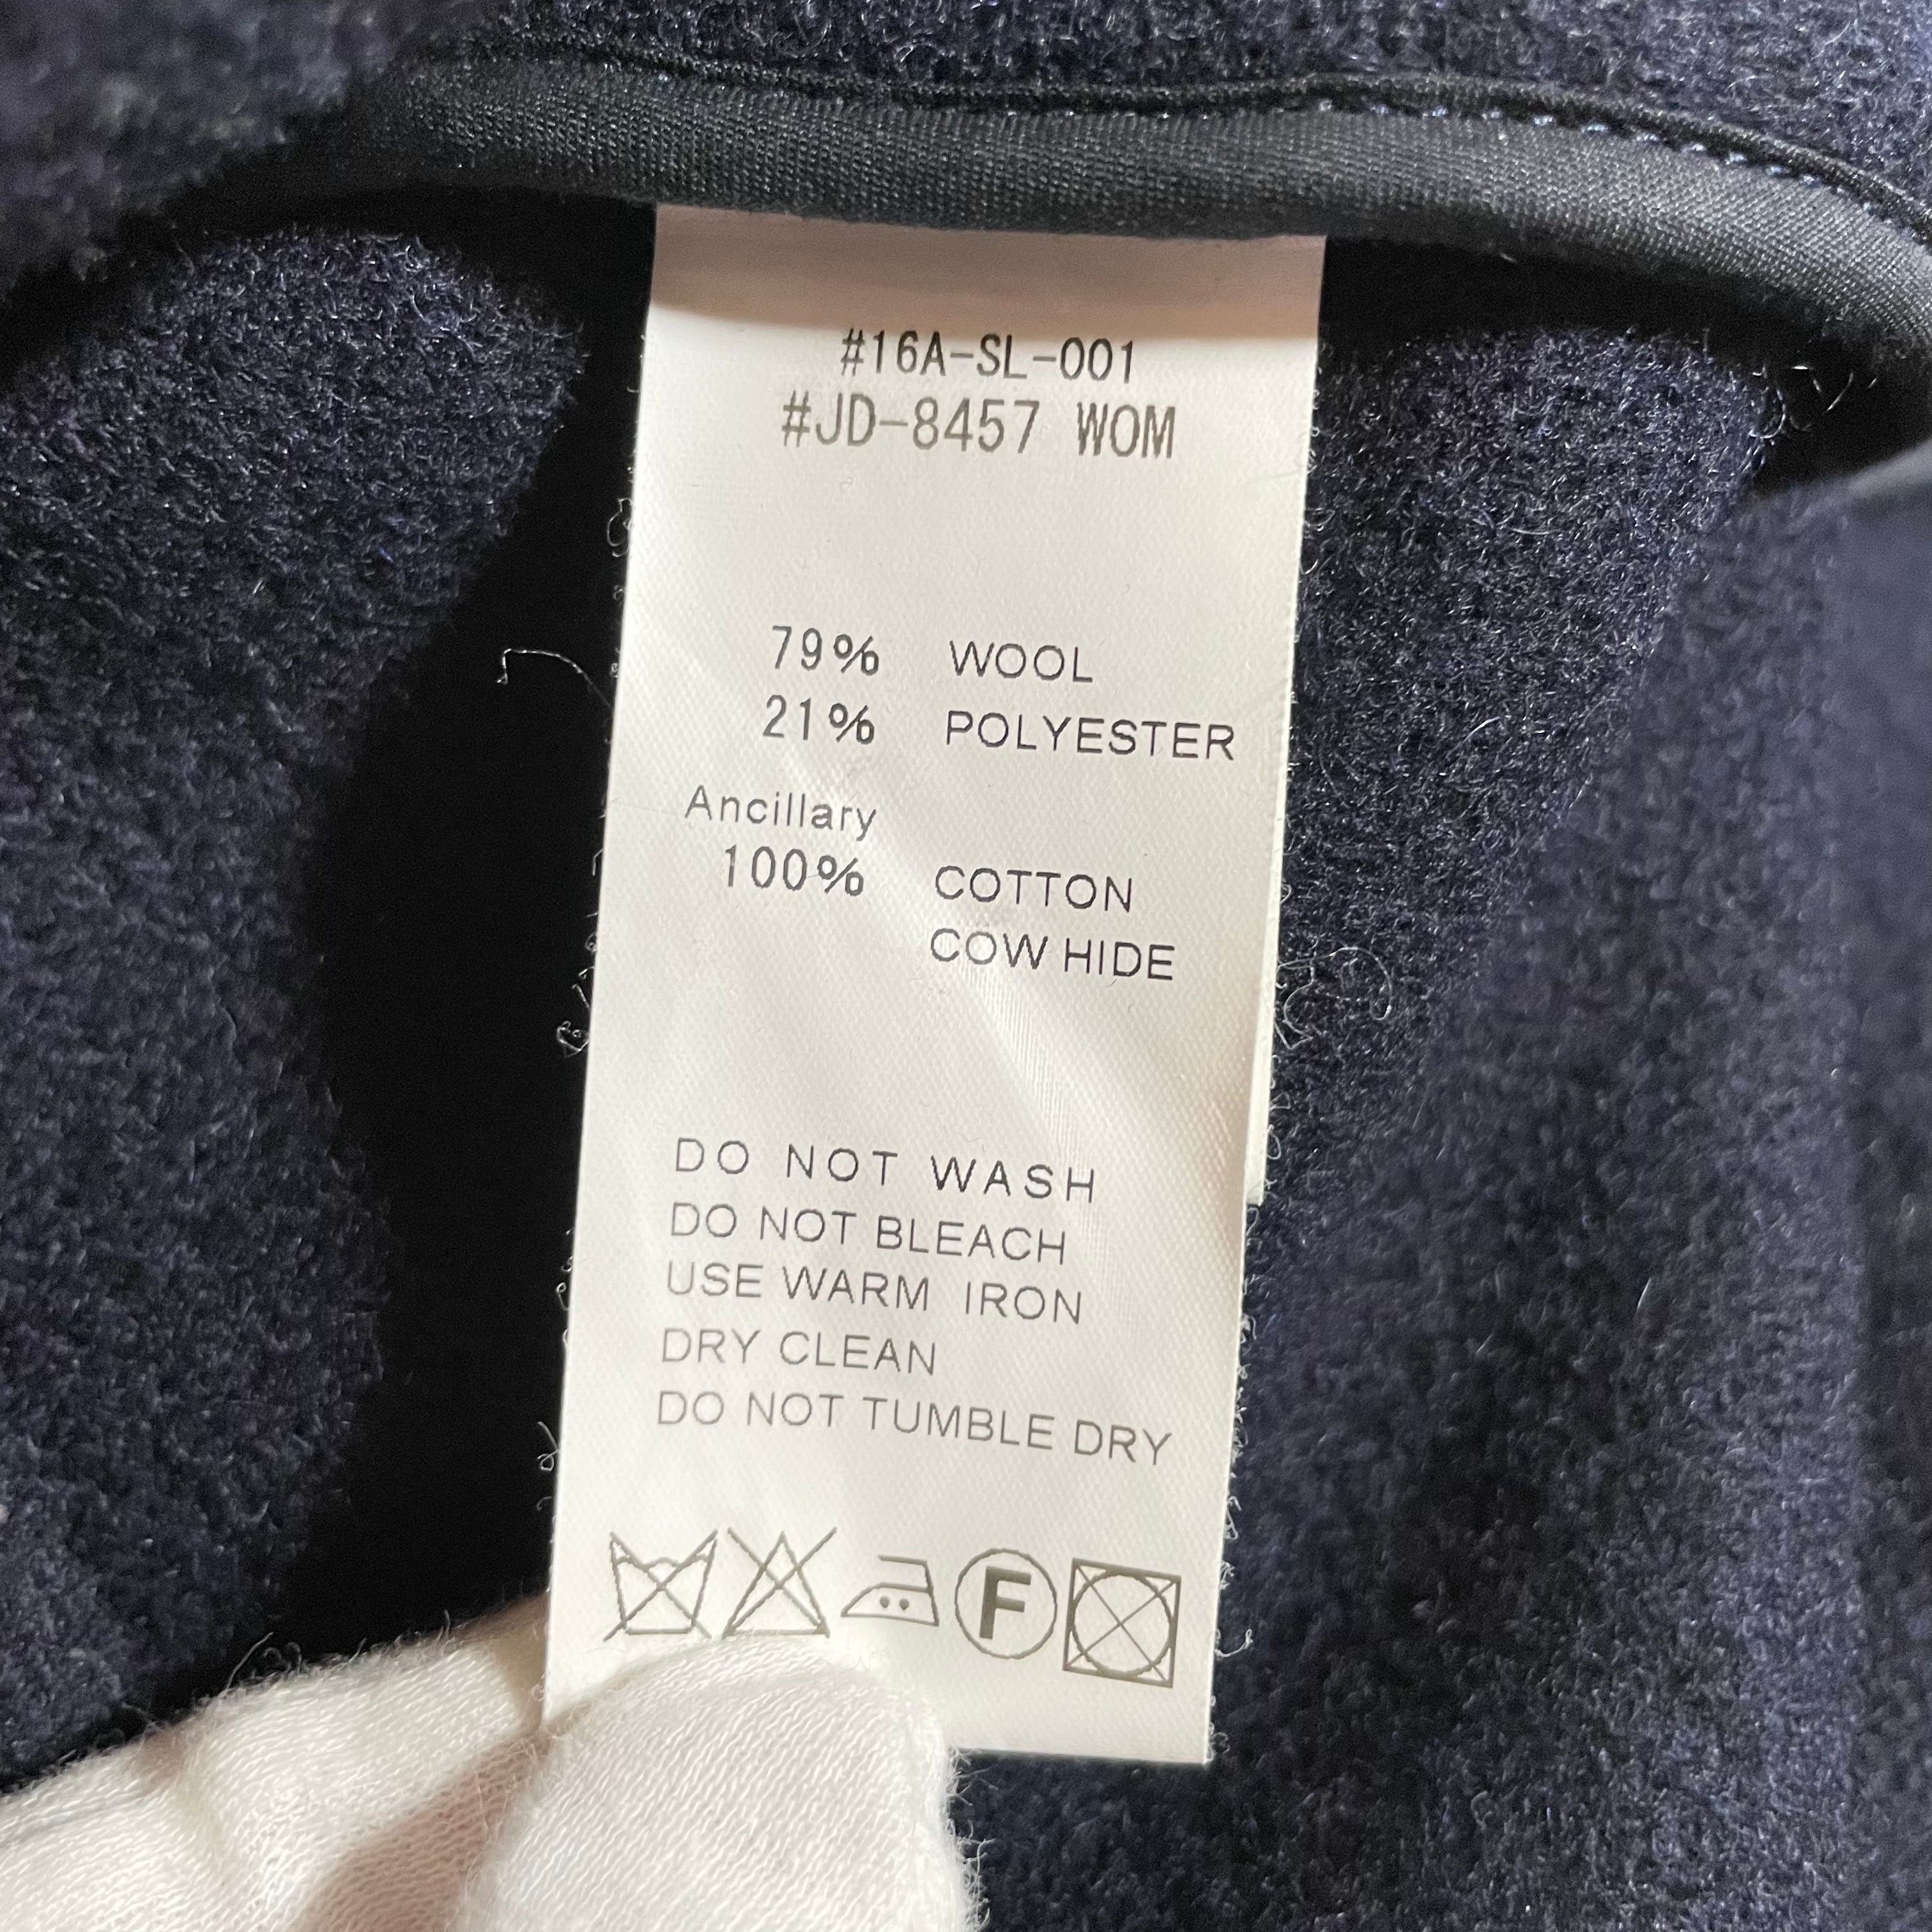 #16A-SL-001
#JD-8457 WOM
79% WOOL
21% POLYESTER
Ancillary
100% COTTON
COW HIDE
DO NOT WASH
DO NOT BLEACH
USE WARM IRON
DRY CLEAN
DO NOT TUMBLE DRY
F